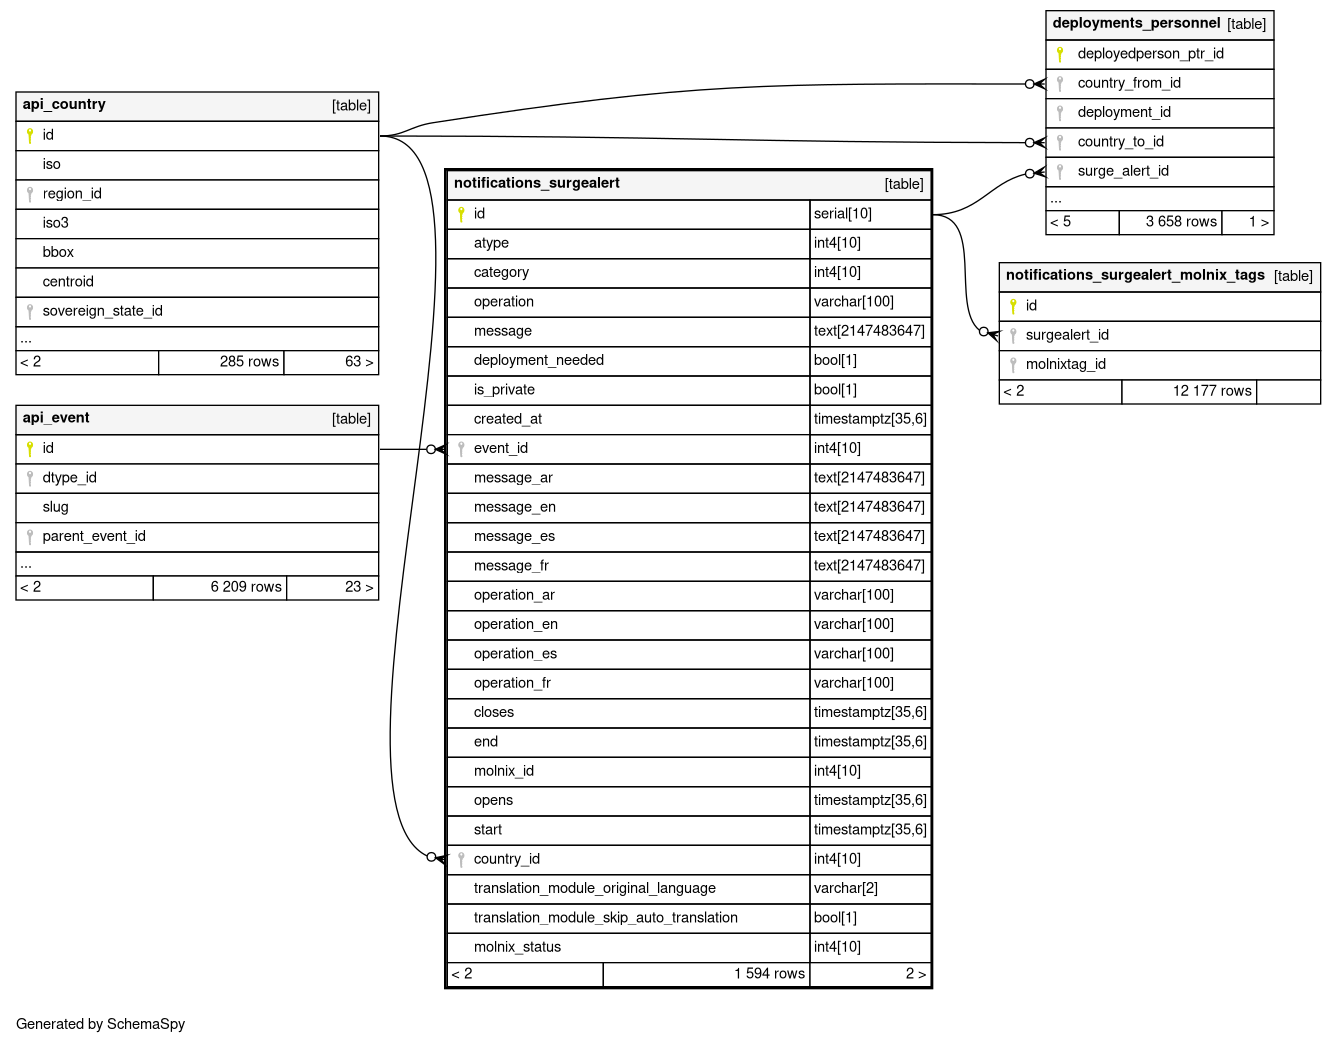 deployments_personnel [table]
deployedperson_ptr_id
country_from_id
deployment_id
country_to_id
surge_alert_id
...
< 5 3 658 rows 1 >
api_country [table]
id
iso
region_id
iso3
bbox
centroid
sovereign_state_id
...
< 2 285 rows 63 >
notifications_surgealert [table]
id serial[10]
atype int4[10]
category int4[10]
operation varchar[100]
message text[2147483647]
deployment_needed bool[1]
is_private bool[1]
created_at timestamptz[35,6]
event_id int4[10]
message_ar text[2147483647]
message_en text[2147483647]
message_es text[2147483647]
message_fr text[2147483647]
operation_ar varchar[100]
operation_en varchar[100]
operation_es varchar[100]
operation_fr varchar[100]
closes timestamptz[35,6]
end timestamptz[35,6]
molnix_id int4[10]
opens timestamptz[35,6]
start timestamptz[35,6]
country_id int4[10]
translation_module_original_language varchar[2]
translation_module_skip_auto_translation bool[1]
molnix_status int4[10]
< 2 1 594 rows 2 >
notifications_surgealert_molnix_tags [table]
id
surgealert_id
molnixtag_id
< 2 12 177 rows
api_event [table]
id
dtype_id
slug
parent_event_id
...
< 2 6 209 rows 23 >
Generated by SchemaSpy